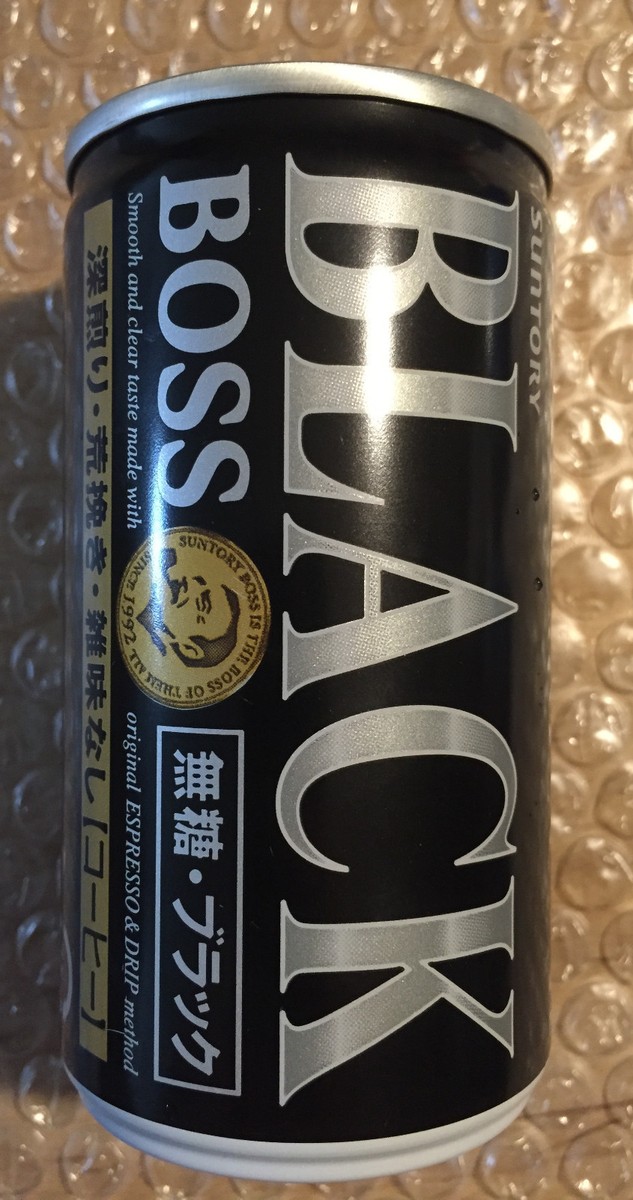 SUNTORY
BLACK
BOSS
無糖・ブラック
SUNTORY BOSS IS THE BOSS OF THEM ALL
SINCE 1992
Smooth and clear taste made with
original ESPRESSO & DRIP method
深煎り・荒挽き・雑味なし【コーヒー】